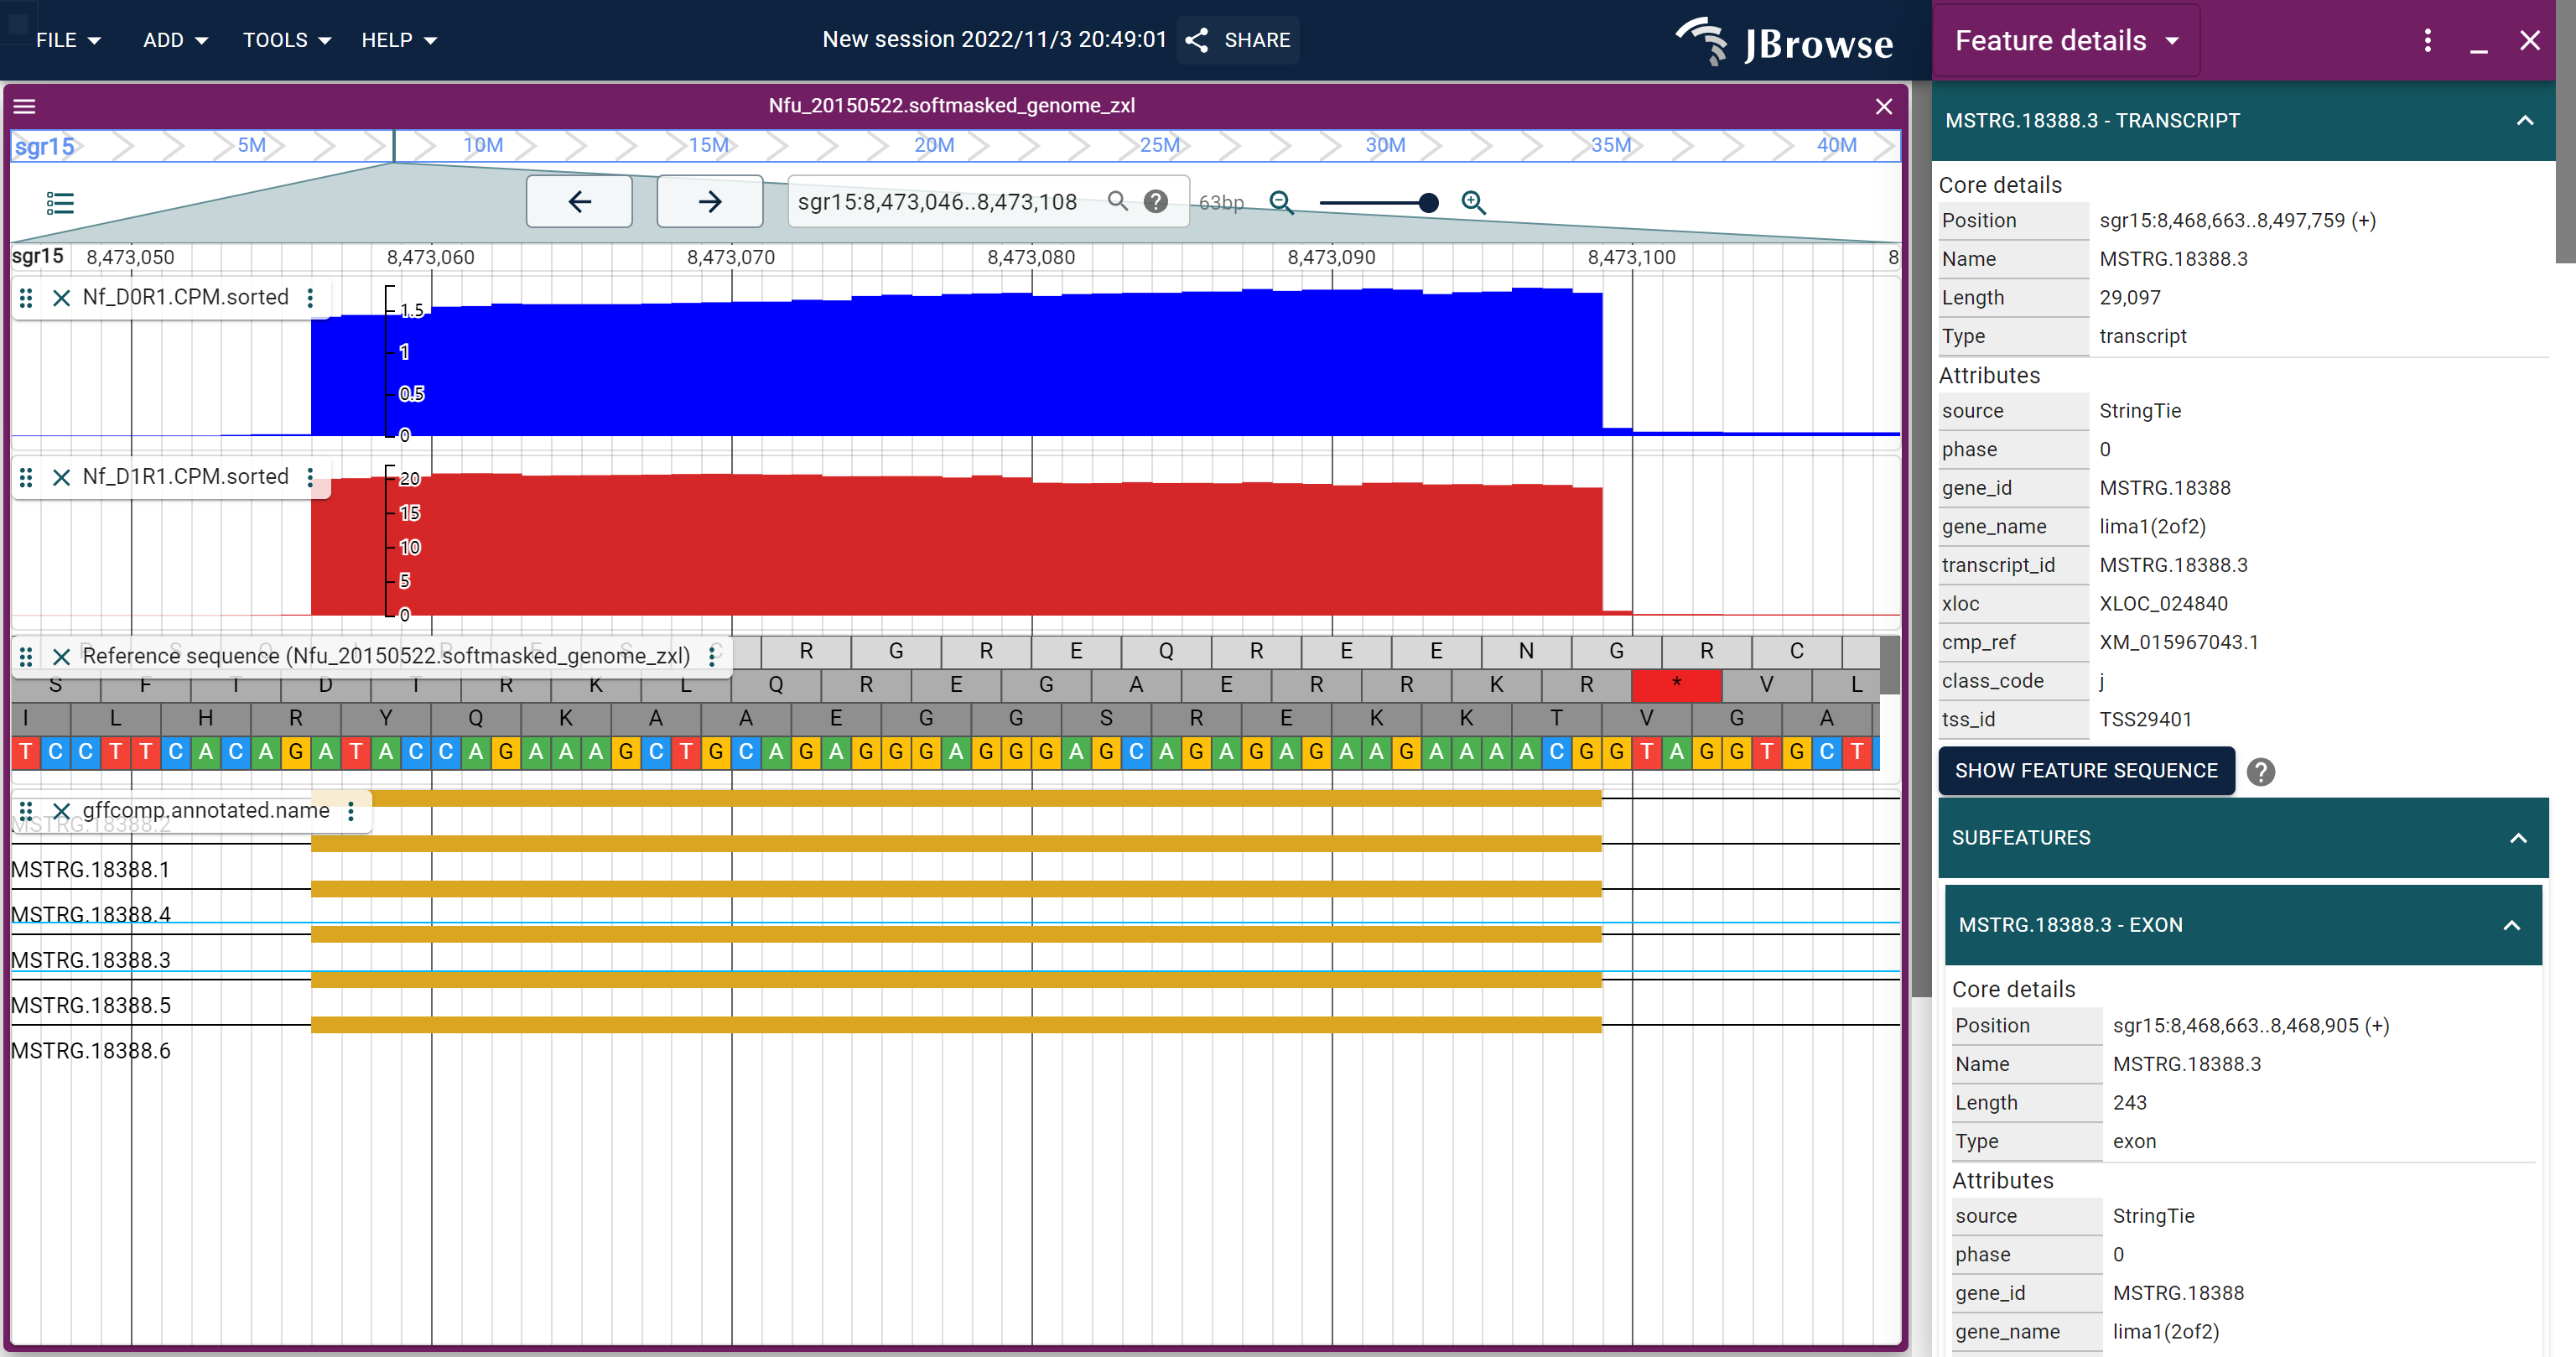 FILE ADD TOOLS HELP New session 2022/11/3 20:49:01 SHARE JBrowse
Nfu_20150522.softmasked_genome_zxl
sgr15 5M 10M 15M 20M 25M 30M 35M 40M
sgr15:8,473,046..8,473,108 ? 63bp
sgr15 8,473,050 8,473,060 8,473,070 8,473,080 8,473,090 8,473,100 8
Nf_D0R1.CPM.sorted
1.5
1
0.5
0
Nf_D1R1.CPM.sorted
20
15
10
5
0
Reference sequence (Nfu_20150522.softmasked_genome_zxl)
R G R E Q R E E N G R C
S F T D T R K L Q R E G A E R R K R * V L
I L H R Y Q K A A E G G S R E K K T V G A
T C C T T C A C A G A T A C C A G A A A G C T G C A G A G G G A G G G A G C A G A G A G A A G A A A A C G G T A G G T G C T
gffcomp.annotated.name
MSTRG.18388.2
MSTRG.18388.1
MSTRG.18388.4
MSTRG.18388.3
MSTRG.18388.5
MSTRG.18388.6
Feature details
MSTRG.18388.3 - TRANSCRIPT
Core details
Position sgr15:8,468,663..8,497,759 (+)
Name MSTRG.18388.3
Length 29,097
Type transcript
Attributes
source StringTie
phase 0
gene_id MSTRG.18388
gene_name lima1(2of2)
transcript_id MSTRG.18388.3
xloc XLOC_024840
cmp_ref XM_015967043.1
class_code j
tss_id TSS29401
SHOW FEATURE SEQUENCE ?
SUBFEATURES
MSTRG.18388.3 - EXON
Core details
Position sgr15:8,468,663..8,468,905 (+)
Name MSTRG.18388.3
Length 243
Type exon
Attributes
source StringTie
phase 0
gene_id MSTRG.18388
gene_name lima1(2of2)